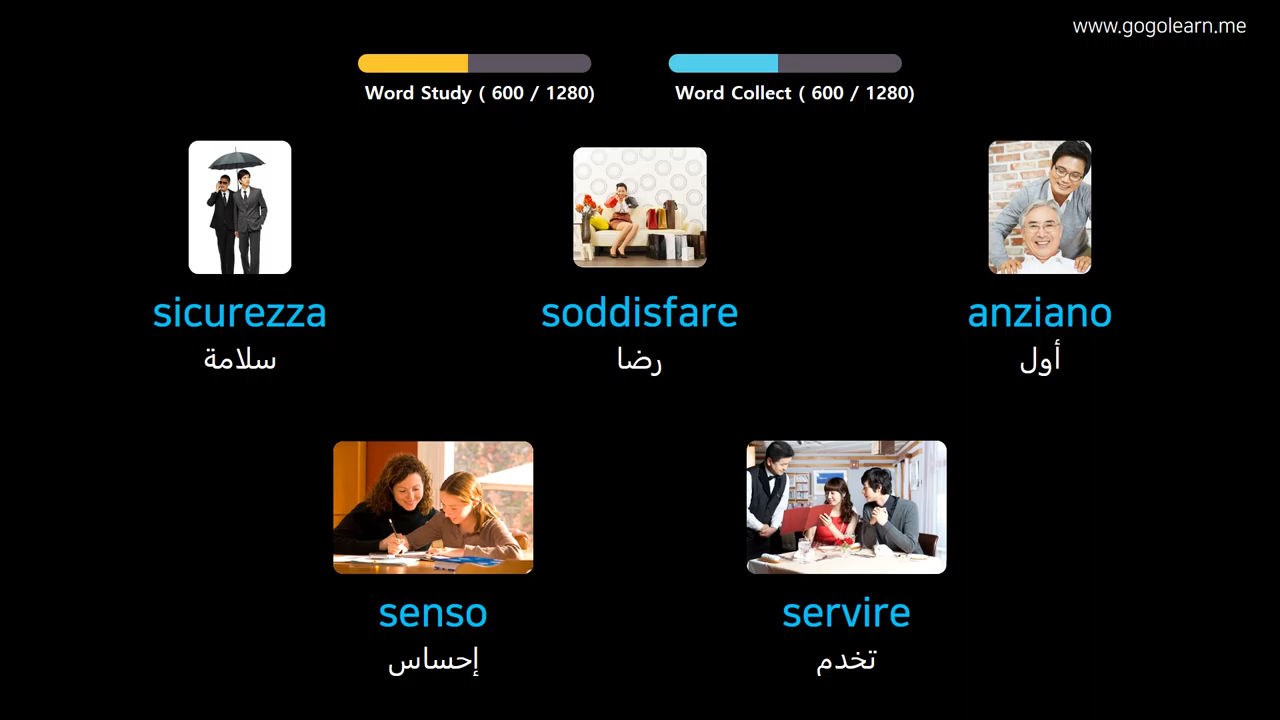 www.gogolearn.me
Word Study ( 600 / 1280)
Word Collect ( 600 / 1280)
sicurezza
سلامة
soddisfare
رضا
anziano
أول
senso
إحساس
servire
تخدم